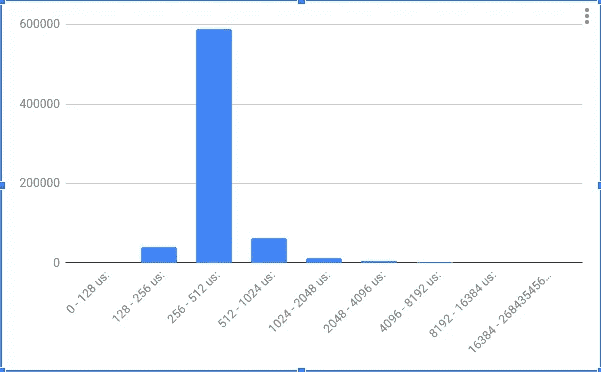 600000
400000
200000
0
0 - 128 us:
128 - 256 us:
256 - 512 us:
512 - 1024 us:
1024 - 2048 us:
2048 - 4096 us:
4096 - 8192 us:
8192 - 16384 us:
16384 - 268435456...